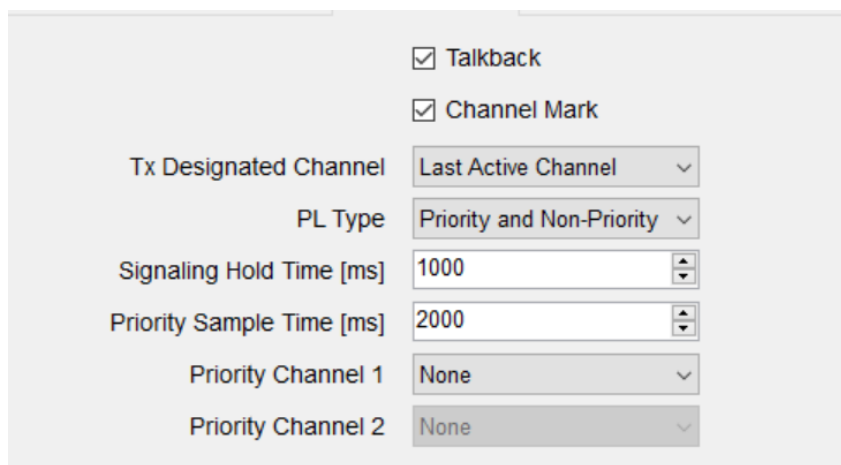 Talkback
Channel Mark
Tx Designated Channel Last Active Channel
PL Type Priority and Non-Priority
Signaling Hold Time [ms] 1000
Priority Sample Time [ms] 2000
Priority Channel 1 None
Priority Channel 2 None